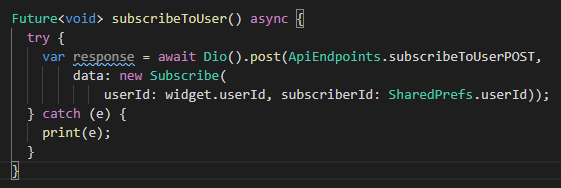 Future<void> subscribeToUser() async {
try {
var response = await Dio().post(ApiEndpoints.subscribeToUserPOST,
data: new Subscribe(
userId: widget.userId, subscriberId: SharedPrefs.userId));
} catch (e) {
print(e);
}
}